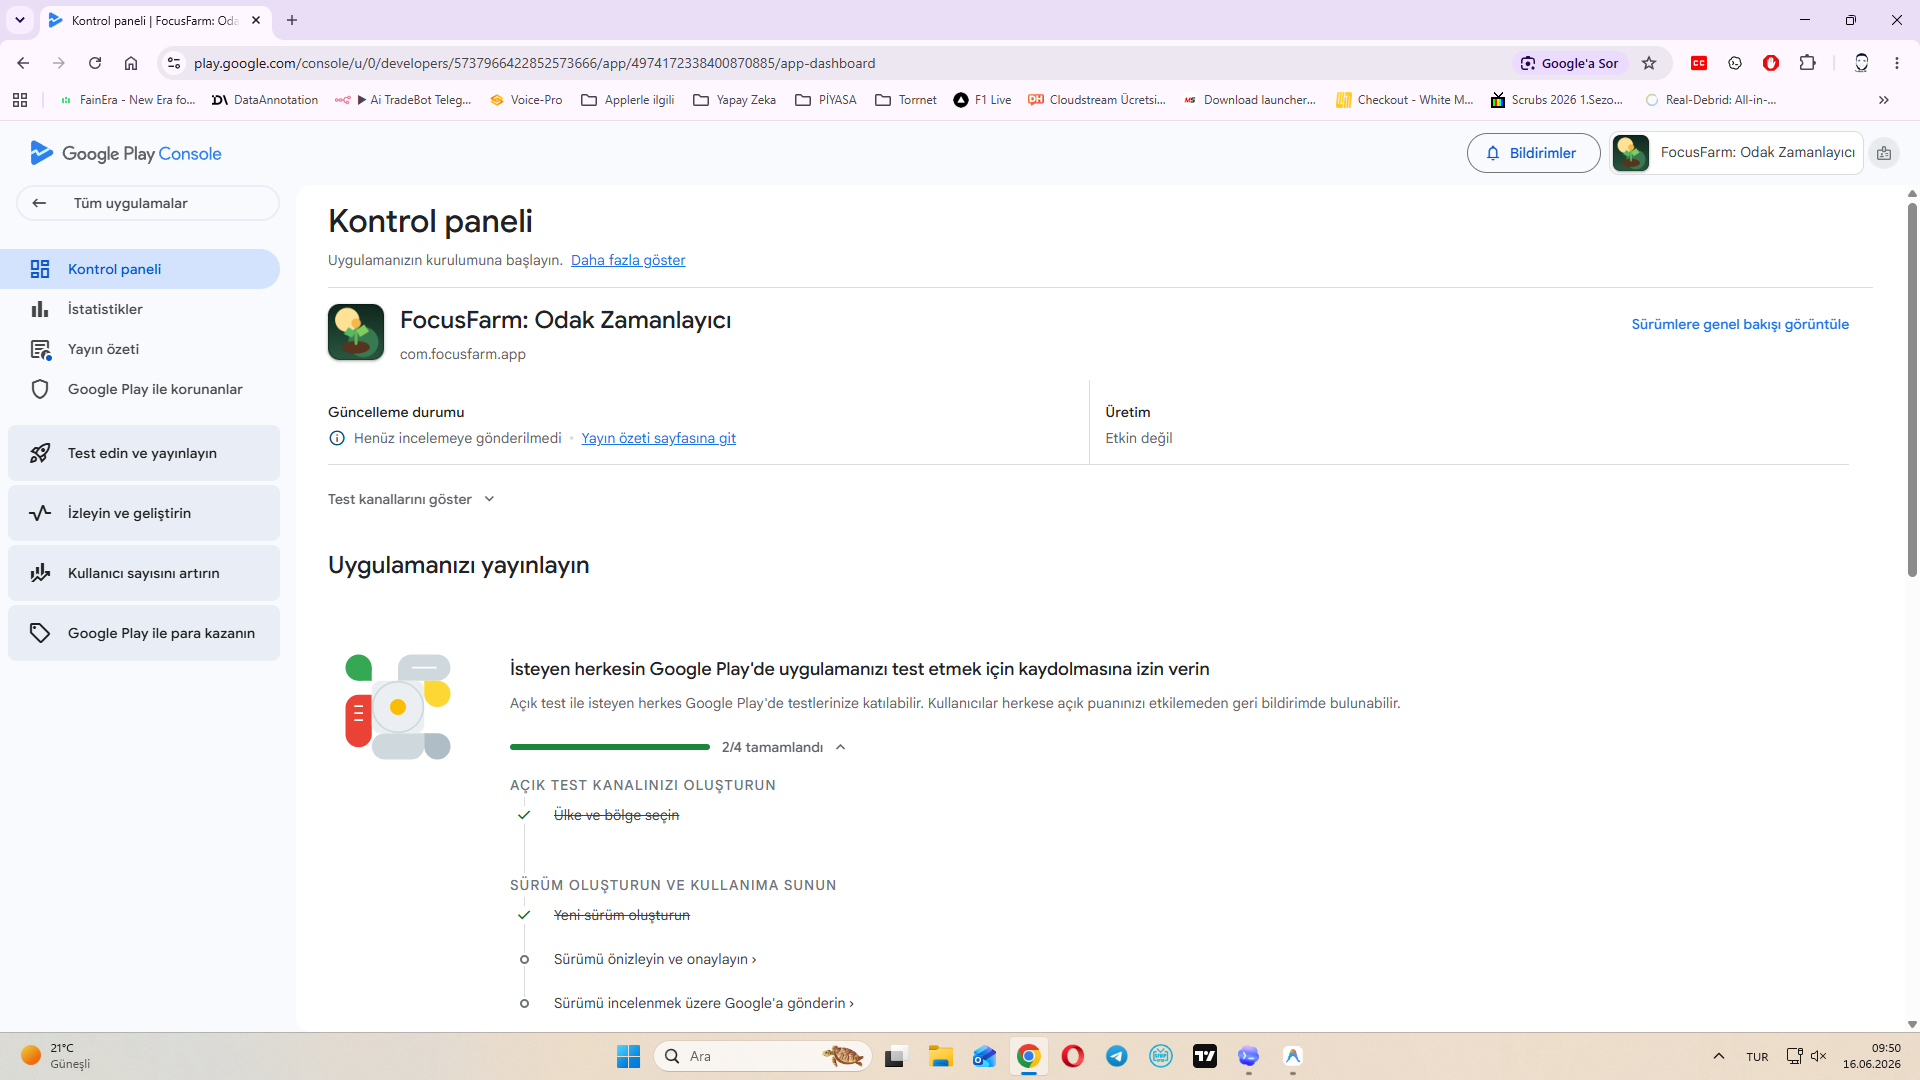 Kontrol paneli | FocusFarm: Oda
play.google.com/console/u/0/developers/5737966422852573666/app/4974172338400870885/app-dashboard
Google'a Sor
FainEra - New Era fo...
DataAnnotation
Ai TradeBot Teleg...
Voice-Pro
Applerle ilgili
Yapay Zeka
PİYASA
Torrnet
F1 Live
Cloudstream Ücretsi...
Download launcher...
Checkout - White M...
Scrubs 2026 1.Sezo...
Real-Debrid: All-in-...
Google Play Console
Bildirimler
FocusFarm: Odak Zamanlayıcı
Tüm uygulamalar
Kontrol paneli
İstatistikler
Yayın özeti
Google Play ile korunanlar
Test edin ve yayınlayın
İzleyin ve geliştirin
Kullanıcı sayısını artırın
Google Play ile para kazanın
Kontrol paneli
Uygulamanızın kurulumuna başlayın. Daha fazla göster
FocusFarm: Odak Zamanlayıcı
com.focusfarm.app
Sürümlere genel bakışı görüntüle
Güncelleme durumu
Henüz incelemeye gönderilmedi • Yayın özeti sayfasına git
Üretim
Etkin değil
Test kanallarını göster
Uygulamanızı yayınlayın
İsteyen herkesin Google Play'de uygulamanızı test etmek için kaydolmasına izin verin
Açık test ile isteyen herkes Google Play'de testlerinize katılabilir. Kullanıcılar herkese açık puanınızı etkilemeden geri bildirimde bulunabilir.
2/4 tamamlandı
AÇIK TEST KANALINIZI OLUŞTURUN
Ülke ve bölge seçin
SÜRÜM OLUŞTURUN VE KULLANIMA SUNUN
Yeni sürüm oluşturun
Sürümü önizleyin ve onaylayın ›
Sürümü incelenmek üzere Google'a gönderin ›
21°C
Güneşli
Ara
TUR
09:50
16.06.2026